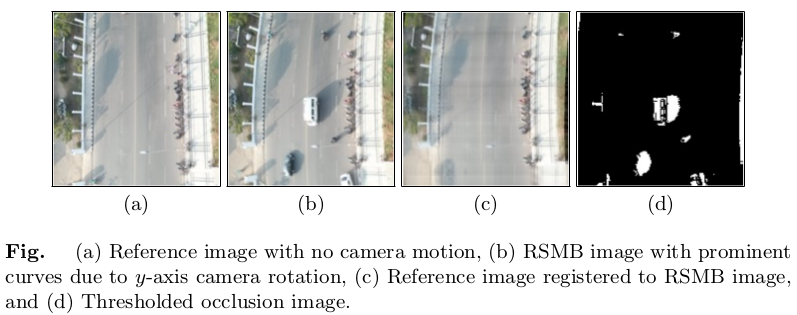 (a) (b) (c) (d)
Fig. (a) Reference image with no camera motion, (b) RSMB image with prominent
curves due to y-axis camera rotation, (c) Reference image registered to RSMB image,
and (d) Thresholded occlusion image.